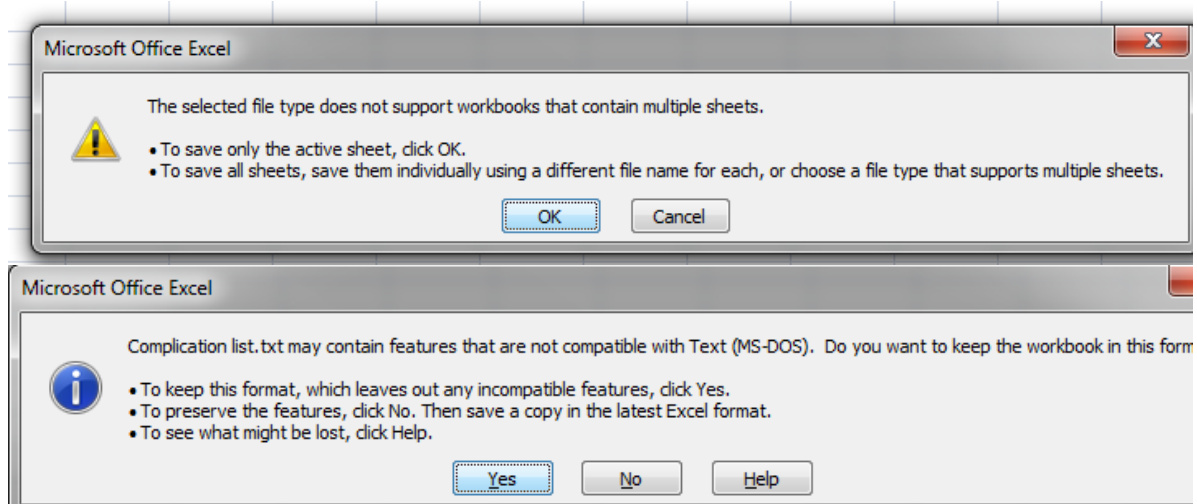 Microsoft Office Excel
The selected file type does not support workbooks that contain multiple sheets.
• To save only the active sheet, click OK.
• To save all sheets, save them individually using a different file name for each, or choose a file type that supports multiple sheets.
OK Cancel
Microsoft Office Excel
Complication list.txt may contain features that are not compatible with Text (MS-DOS). Do you want to keep the workbook in this form
• To keep this format, which leaves out any incompatible features, click Yes.
• To preserve the features, click No. Then save a copy in the latest Excel format.
• To see what might be lost, click Help.
Yes No Help